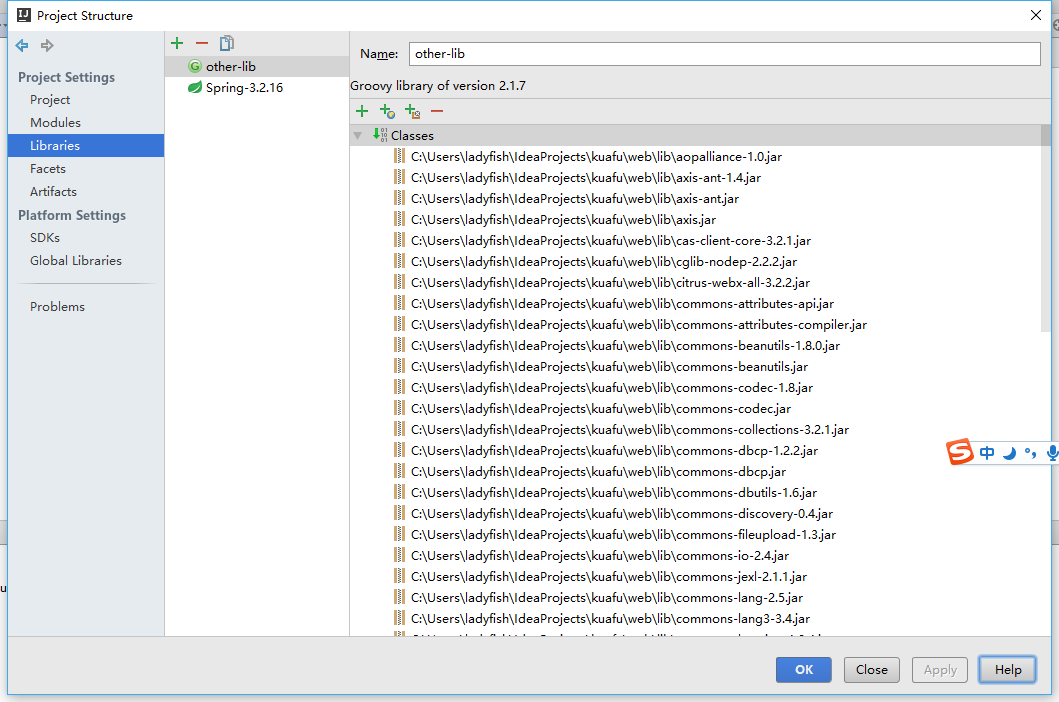 Project Structure
Project Settings
Project
Modules
Libraries
Facets
Artifacts
Platform Settings
SDKs
Global Libraries
Problems
other-lib
Spring-3.2.16
Name: other-lib
Groovy library of version 2.1.7
Classes
C:\Users\ladyfish\IdeaProjects\kuafu\web\lib\aopalliance-1.0.jar
C:\Users\ladyfish\IdeaProjects\kuafu\web\lib\axis-ant-1.4.jar
C:\Users\ladyfish\IdeaProjects\kuafu\web\lib\axis-ant.jar
C:\Users\ladyfish\IdeaProjects\kuafu\web\lib\axis.jar
C:\Users\ladyfish\IdeaProjects\kuafu\web\lib\cas-client-core-3.2.1.jar
C:\Users\ladyfish\IdeaProjects\kuafu\web\lib\cglib-nodep-2.2.2.jar
C:\Users\ladyfish\IdeaProjects\kuafu\web\lib\citrus-webx-all-3.2.2.jar
C:\Users\ladyfish\IdeaProjects\kuafu\web\lib\commons-attributes-api.jar
C:\Users\ladyfish\IdeaProjects\kuafu\web\lib\commons-attributes-compiler.jar
C:\Users\ladyfish\IdeaProjects\kuafu\web\lib\commons-beanutils-1.8.0.jar
C:\Users\ladyfish\IdeaProjects\kuafu\web\lib\commons-beanutils.jar
C:\Users\ladyfish\IdeaProjects\kuafu\web\lib\commons-codec-1.8.jar
C:\Users\ladyfish\IdeaProjects\kuafu\web\lib\commons-codec.jar
C:\Users\ladyfish\IdeaProjects\kuafu\web\lib\commons-collections-3.2.1.jar
C:\Users\ladyfish\IdeaProjects\kuafu\web\lib\commons-dbcp-1.2.2.jar
C:\Users\ladyfish\IdeaProjects\kuafu\web\lib\commons-dbcp.jar
C:\Users\ladyfish\IdeaProjects\kuafu\web\lib\commons-dbutils-1.6.jar
C:\Users\ladyfish\IdeaProjects\kuafu\web\lib\commons-discovery-0.4.jar
C:\Users\ladyfish\IdeaProjects\kuafu\web\lib\commons-fileupload-1.3.jar
C:\Users\ladyfish\IdeaProjects\kuafu\web\lib\commons-io-2.4.jar
C:\Users\ladyfish\IdeaProjects\kuafu\web\lib\commons-jexl-2.1.1.jar
C:\Users\ladyfish\IdeaProjects\kuafu\web\lib\commons-lang-2.5.jar
C:\Users\ladyfish\IdeaProjects\kuafu\web\lib\commons-lang3-3.4.jar
中
OK
Close
Apply
Help